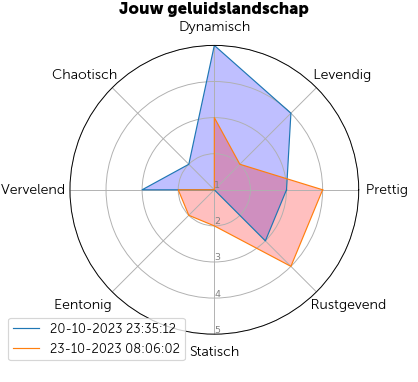 Jouw geluidslandschap
Dynamisch
Chaotisch
Levendig
Vervelend
1
Prettig
2
3
4
5
Eentonig
Rustgevend
Statisch
20-10-2023 23:35:12
23-10-2023 08:06:02